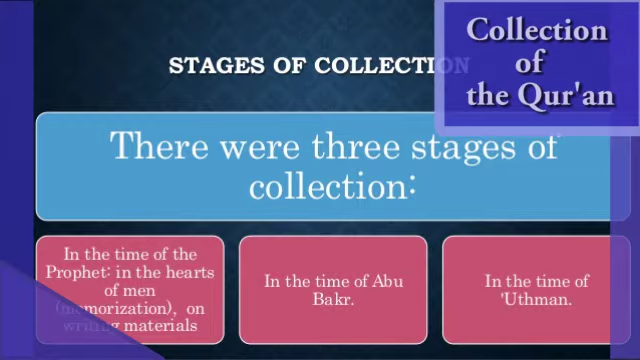 STAGES OF COLLECTION
Collection
of
the Qur'an
There were three stages of
collection:
In the time of the
Prophet: in the hearts
of men
(memorization), on
writing materials
In the time of Abu
Bakr.
In the time of
'Uthman.